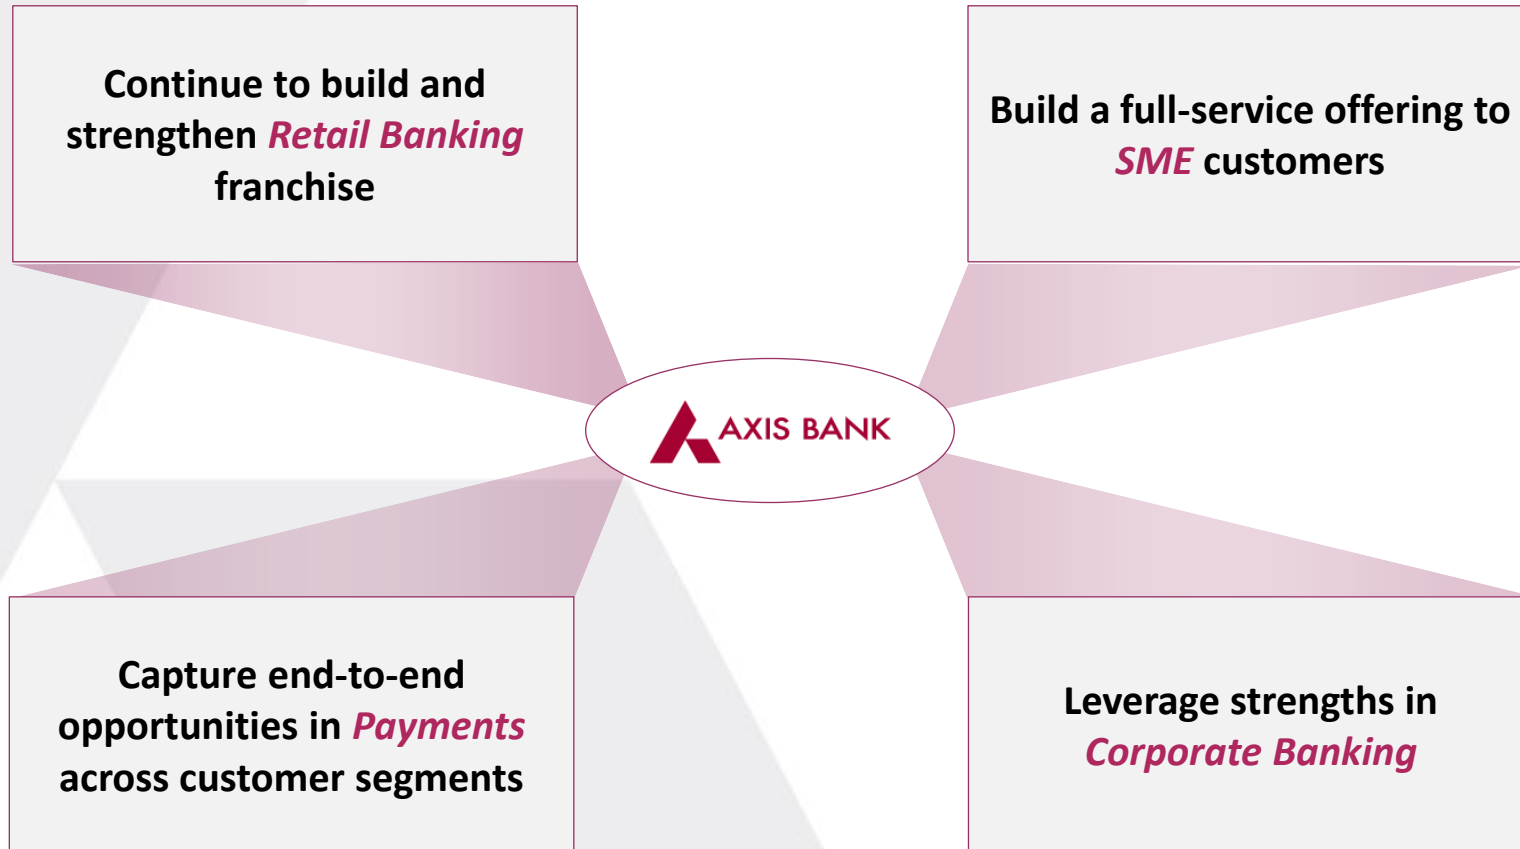 Continue to build and
strengthen Retail Banking
franchise
Build a full-service offering to
SME customers
AXIS BANK
Capture end-to-end
opportunities in Payments
across customer segments
Leverage strengths in
Corporate Banking